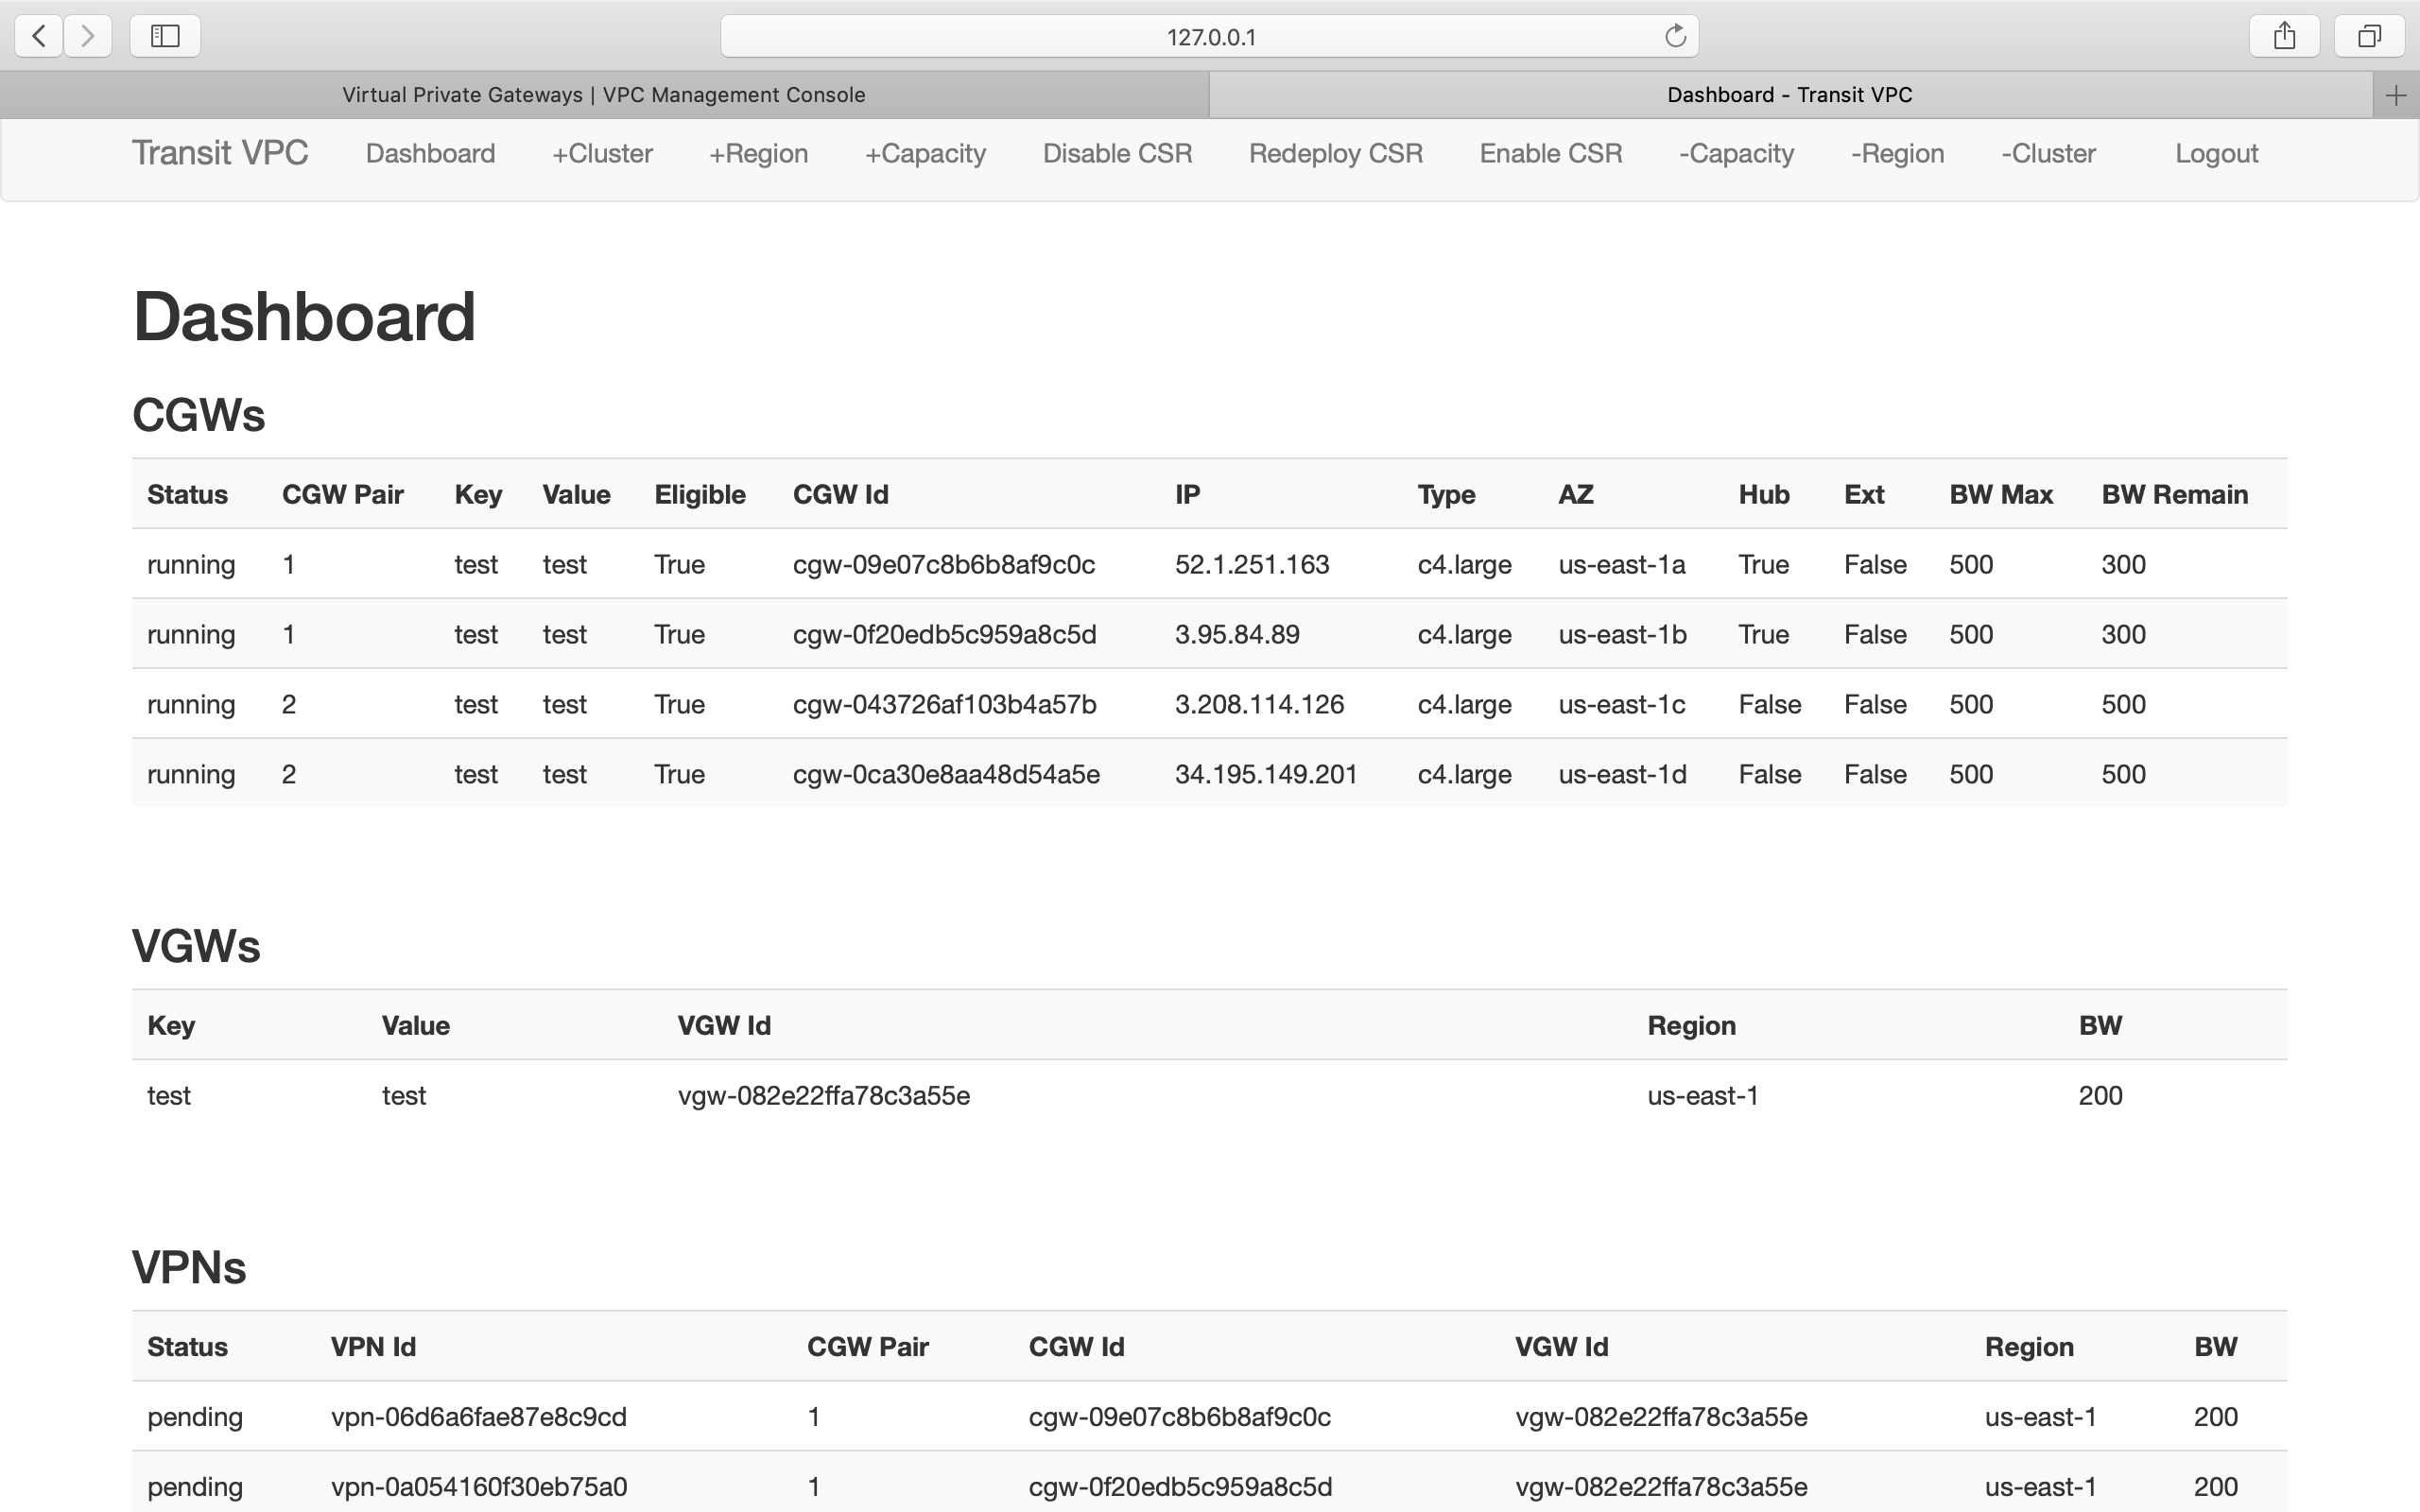 127.0.0.1
Virtual Private Gateways | VPC Management Console Dashboard - Transit VPC
Transit VPC Dashboard +Cluster +Region +Capacity Disable CSR Redeploy CSR Enable CSR -Capacity -Region -Cluster Logout
Dashboard
CGWs
Status CGW Pair Key Value Eligible CGW Id IP Type AZ Hub Ext BW Max BW Remain
running 1 test test True cgw-09e07c8b6b8af9c0c 52.1.251.163 c4.large us-east-1a True False 500 300
running 1 test test True cgw-0f20edb5c959a8c5d 3.95.84.89 c4.large us-east-1b True False 500 300
running 2 test test True cgw-043726af103b4a57b 3.208.114.126 c4.large us-east-1c False False 500 500
running 2 test test True cgw-0ca30e8aa48d54a5e 34.195.149.201 c4.large us-east-1d False False 500 500
VGWs
Key Value VGW Id Region BW
test test vgw-082e22ffa78c3a55e us-east-1 200
VPNs
Status VPN Id CGW Pair CGW Id VGW Id Region BW
pending vpn-06d6a6fae87e8c9cd 1 cgw-09e07c8b6b8af9c0c vgw-082e22ffa78c3a55e us-east-1 200
pending vpn-0a054160f30eb75a0 1 cgw-0f20edb5c959a8c5d vgw-082e22ffa78c3a55e us-east-1 200